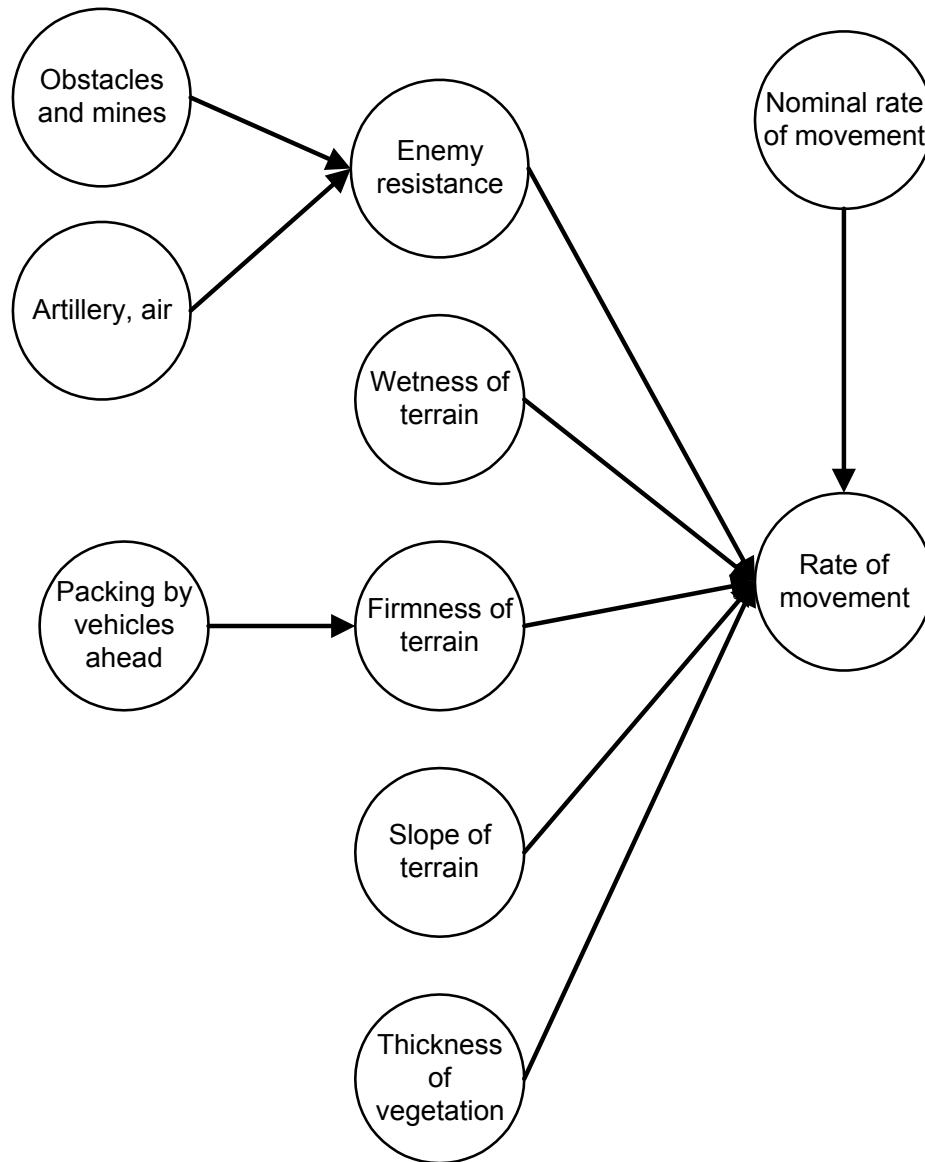 Obstacles
and mines
Enemy
resistance
Nominal rate
of movement
Artillery, air
Wetness of
terrain
Rate of
movement
Packing by
vehicles
ahead
Firmness of
terrain
Slope of
terrain
Thickness
of
vegetation